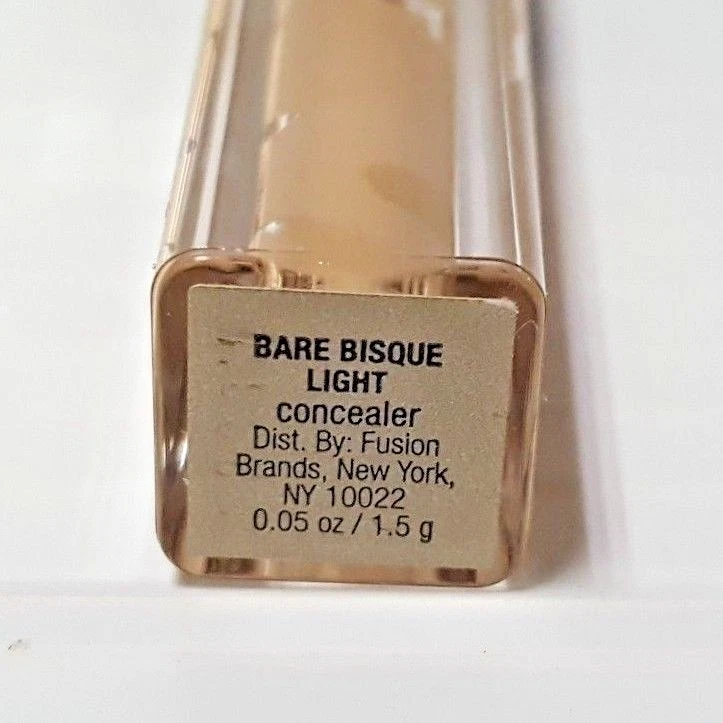 BARE BISQUE
LIGHT
concealer
Dist. By: Fusion
Brands, New York,
NY 10022
0.05 oz / 1.5 g